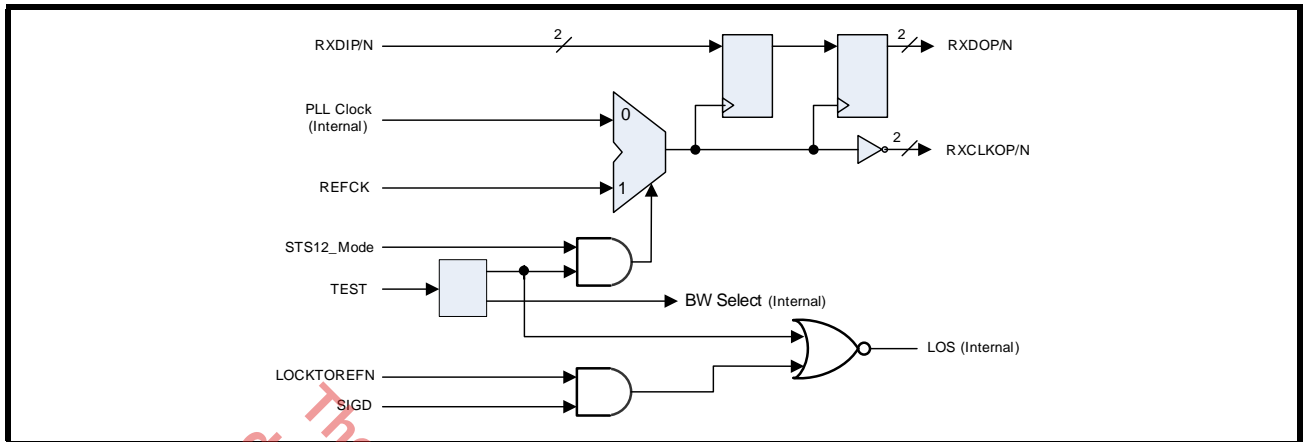 RXDIP/N
2
2
RXDOP/N
PLL Clock
(Internal)
0
2
RXCLKOP/N
REFCK
1
STS12_Mode
TEST
BW Select (Internal)
LOS (Internal)
LOCKTOREFN
SIGD
The